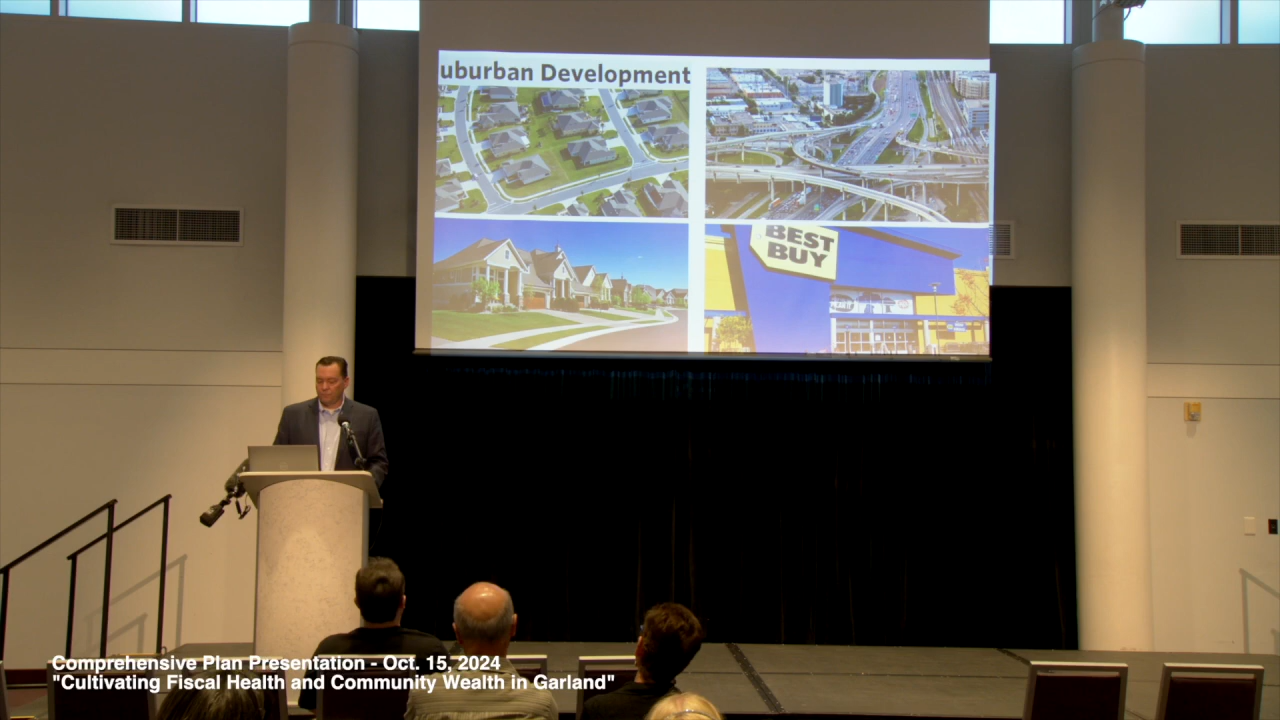 uburban Development
BEST
BUY
Comprehensive Plan Presentation - Oct. 15, 2024
"Cultivating Fiscal Health and Community Wealth in Garland"